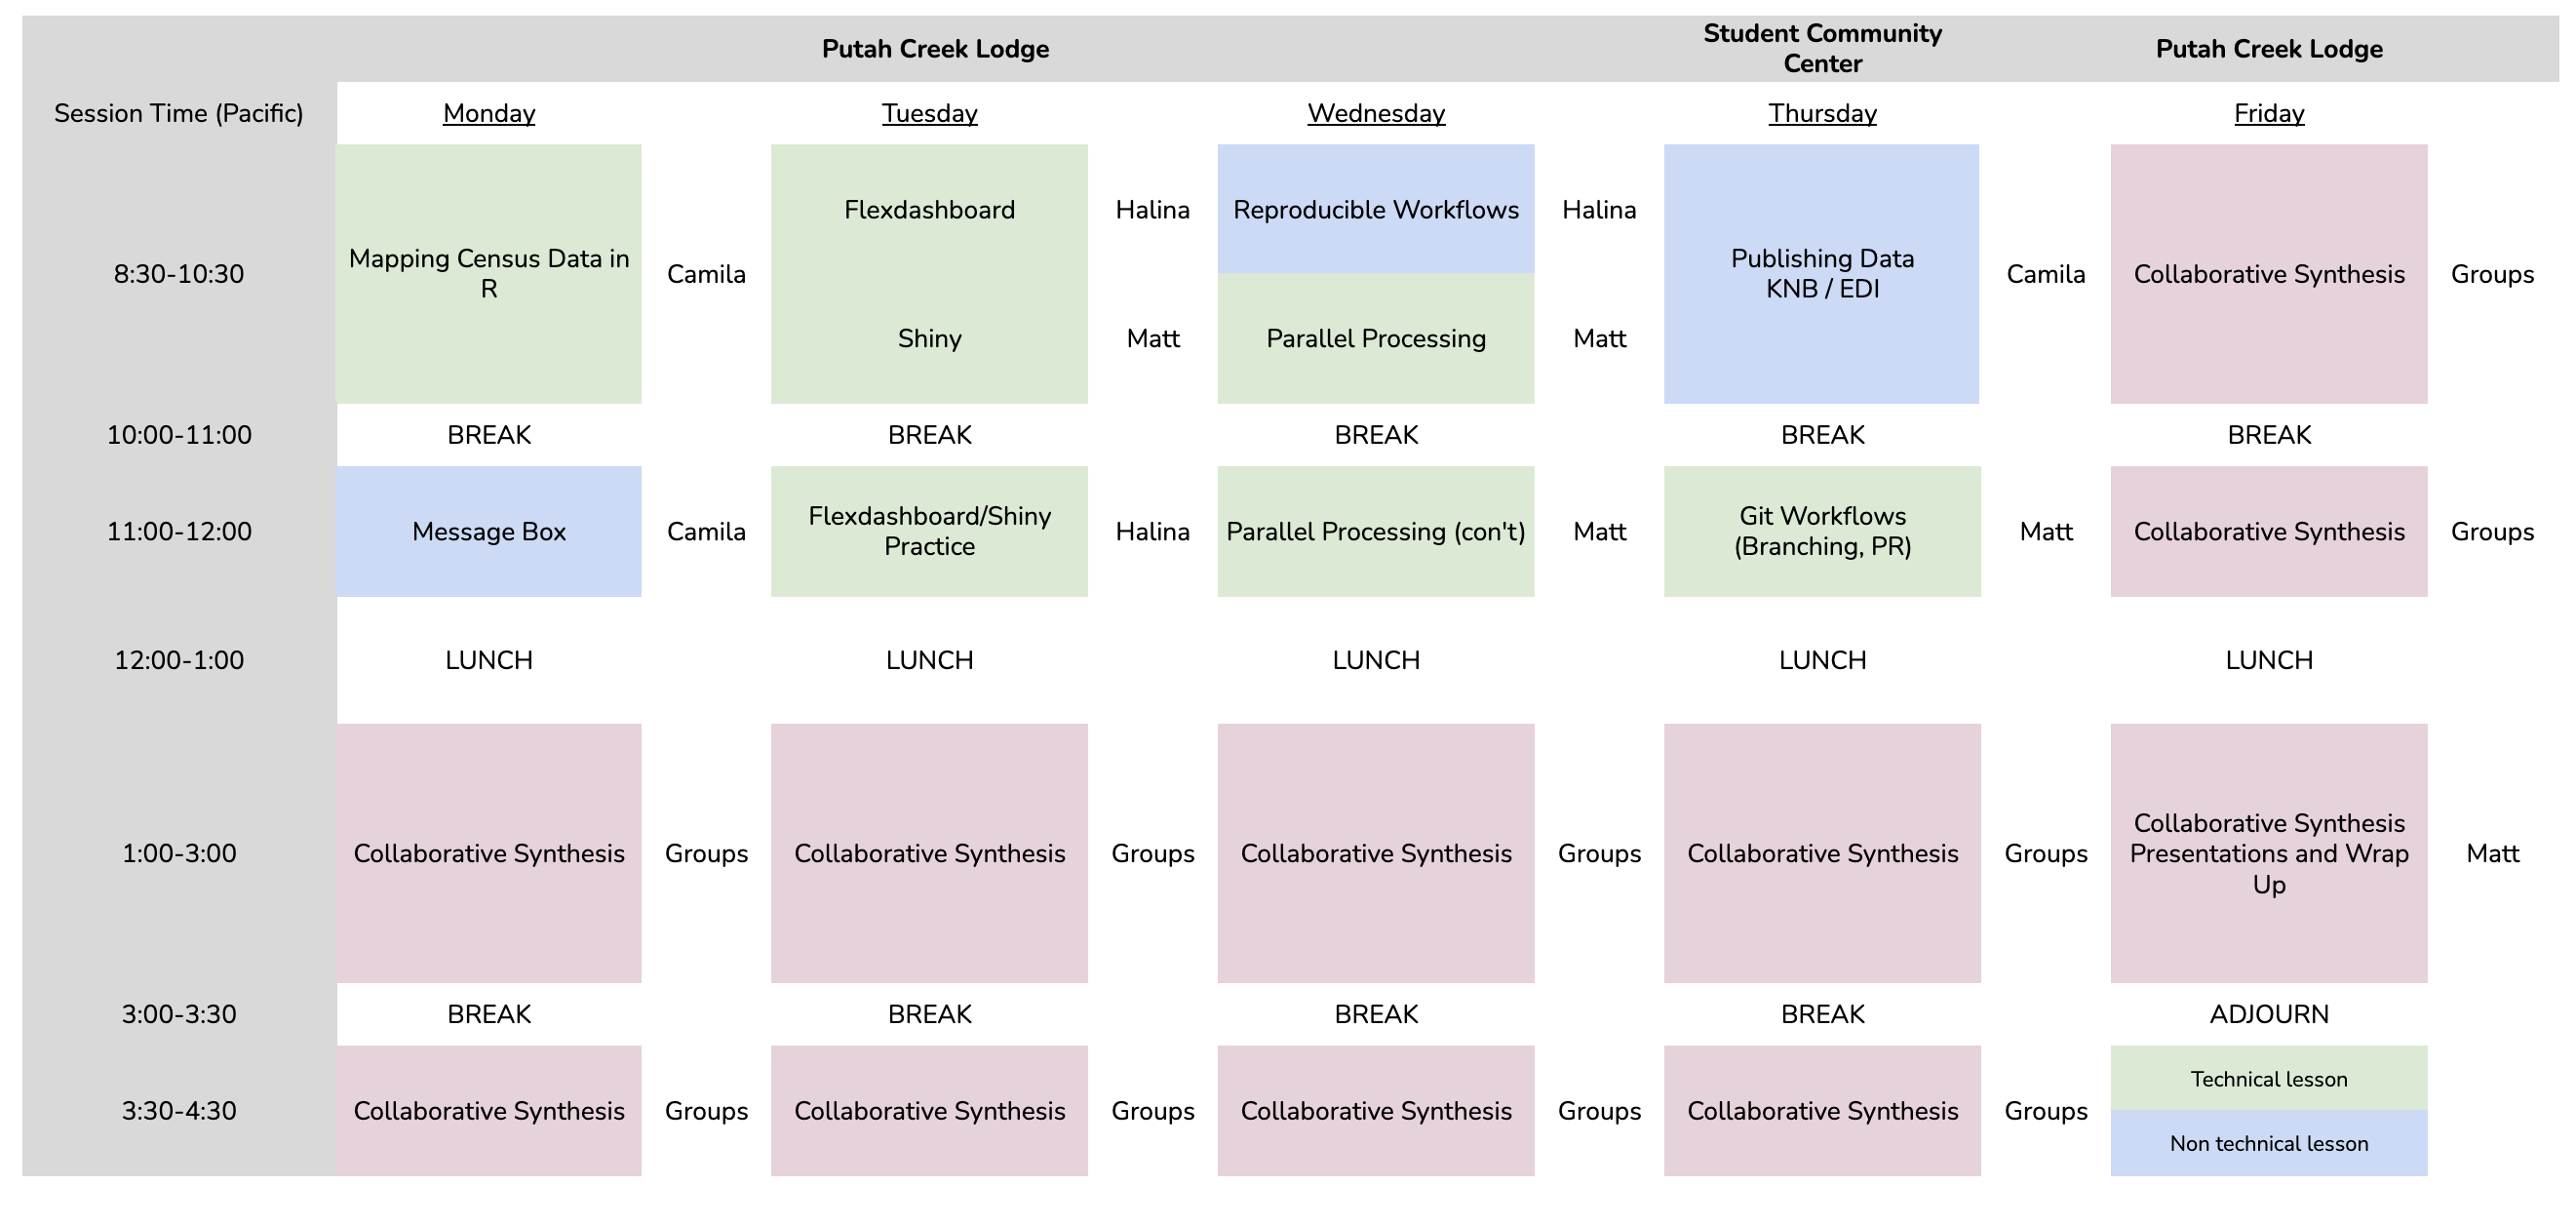 Putah Creek Lodge
Student Community
Center
Putah Creek Lodge
Session Time (Pacific)
Monday
Tuesday
Wednesday
Thursday
Friday
8:30-10:30
Mapping Census Data in
R
Camila
Flexdashboard
Halina
Shiny
Matt
Reproducible Workflows
Halina
Parallel Processing
Matt
Publishing Data
KNB / EDI
Camila
Collaborative Synthesis
Groups
10:00-11:00
BREAK
BREAK
BREAK
BREAK
BREAK
11:00-12:00
Message Box
Camila
Flexdashboard/Shiny
Practice
Halina
Parallel Processing (con't)
Matt
Git Workflows
(Branching, PR)
Matt
Collaborative Synthesis
Groups
12:00-1:00
LUNCH
LUNCH
LUNCH
LUNCH
LUNCH
1:00-3:00
Collaborative Synthesis
Groups
Collaborative Synthesis
Groups
Collaborative Synthesis
Groups
Collaborative Synthesis
Groups
Collaborative Synthesis
Presentations and Wrap
Up
Matt
3:00-3:30
BREAK
BREAK
BREAK
BREAK
ADJOURN
3:30-4:30
Collaborative Synthesis
Groups
Collaborative Synthesis
Groups
Collaborative Synthesis
Groups
Collaborative Synthesis
Groups
Technical lesson
Non technical lesson